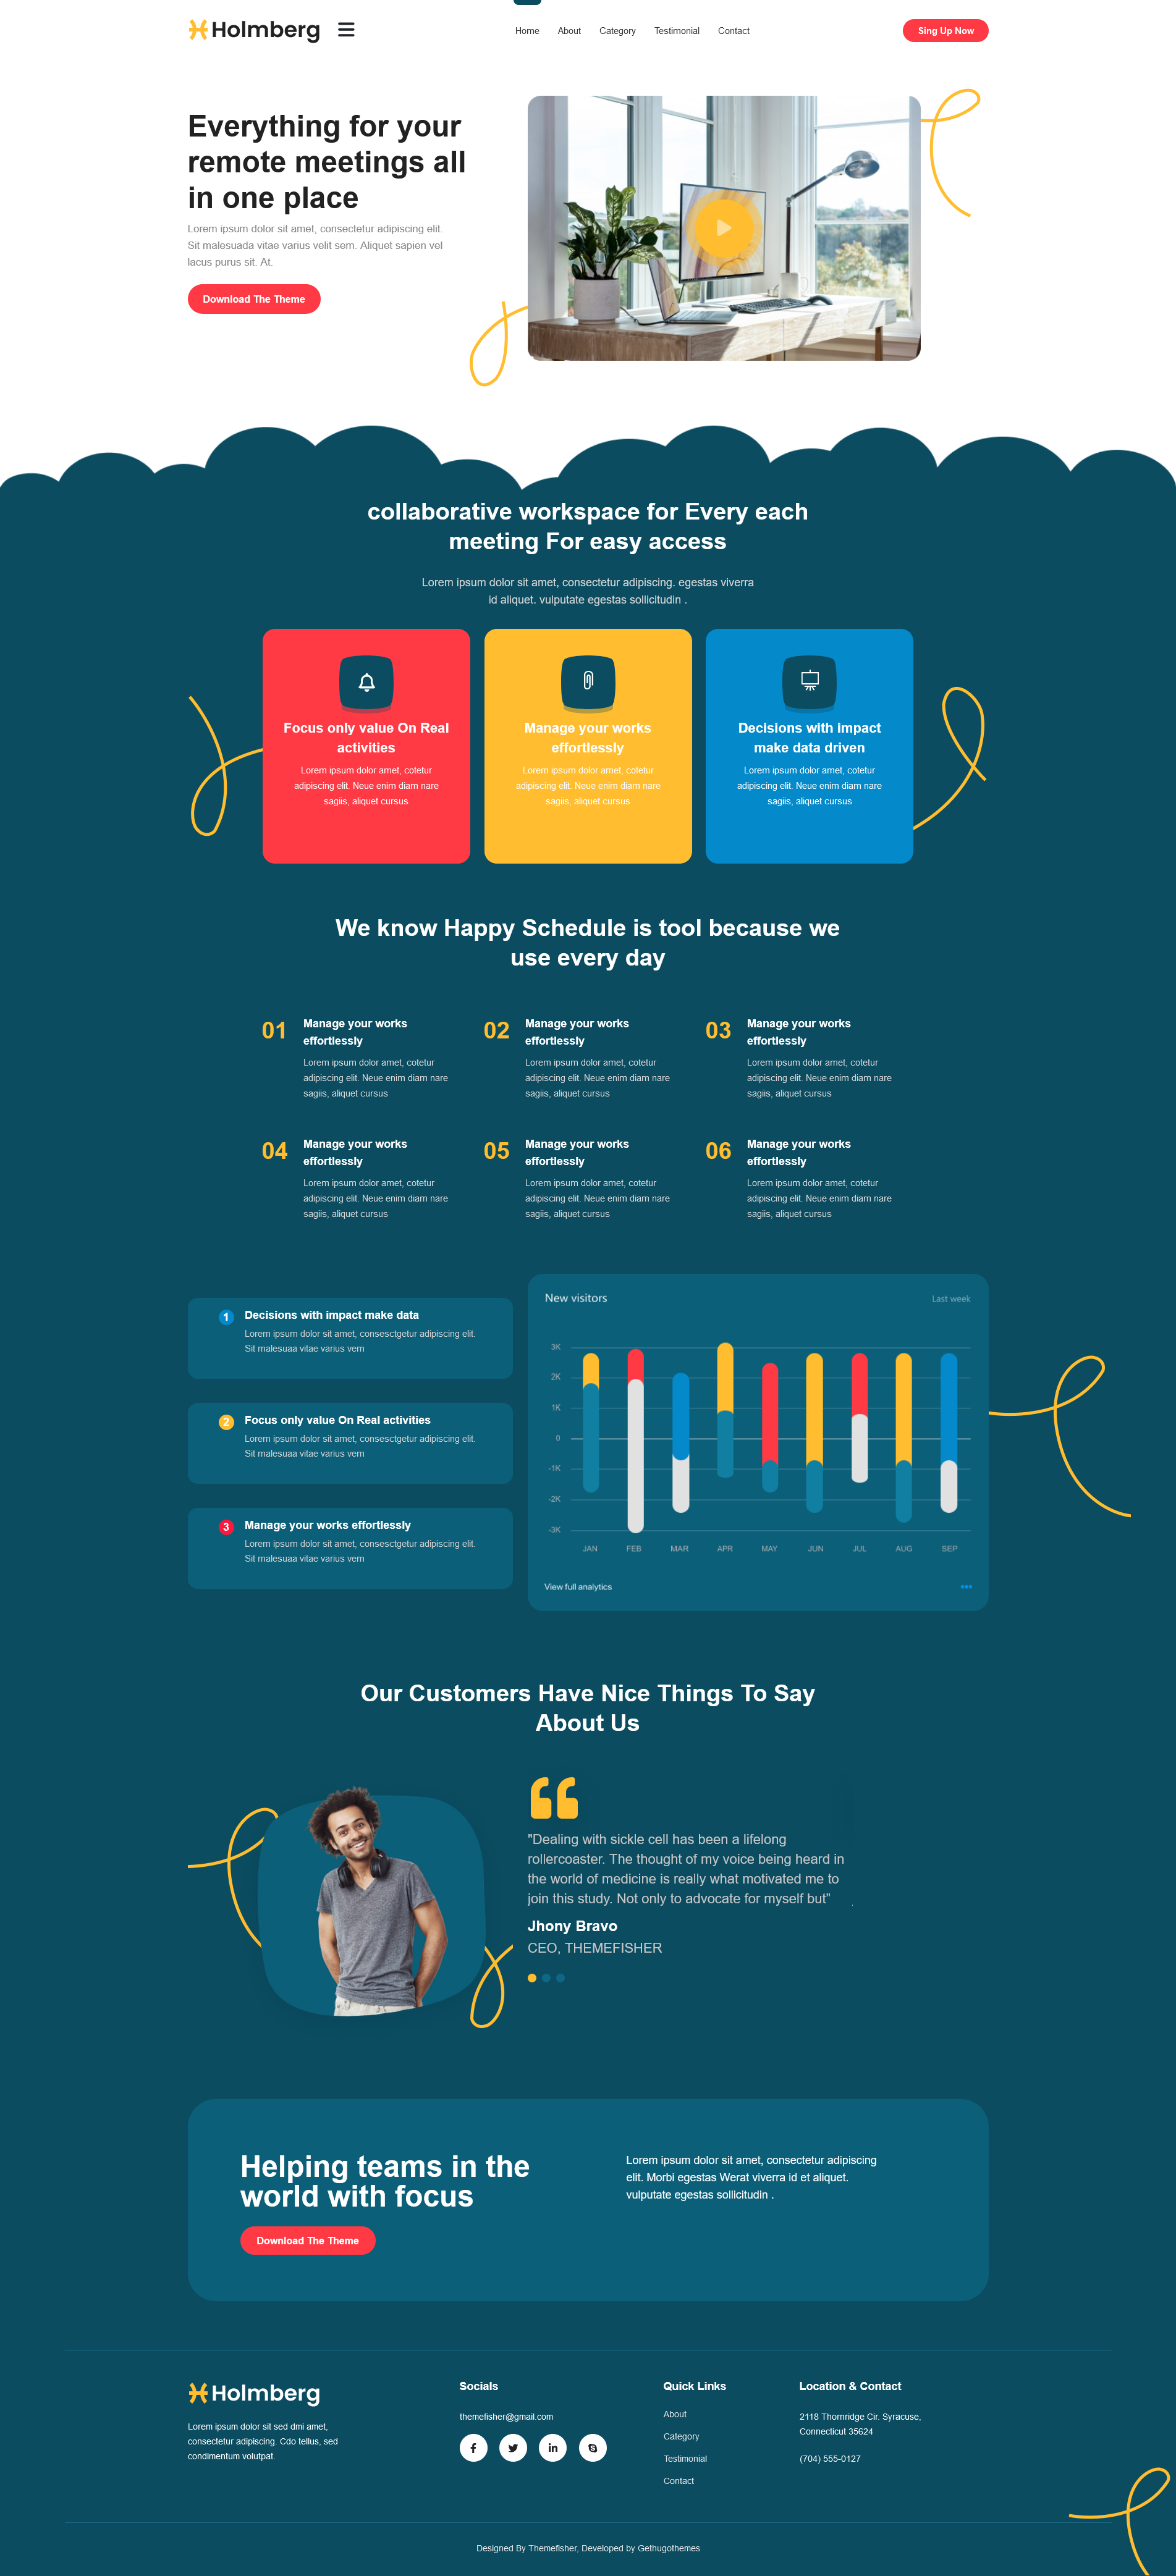 Holmberg
Home
About
Category
Testimonial
Contact
Sing Up Now
Everything for your
remote meetings all
in one place
Lorem ipsum dolor sit amet, consectetur adipiscing elit.
Sit malesuada vitae varius velit sem. Aliquet sapien vel
lacus purus sit. At.
Download The Theme
collaborative workspace for Every each
meeting For easy access
Lorem ipsum dolor sit amet, consectetur adipiscing. egestas viverra
id aliquet. vulputate egestas sollicitudin .
Focus only value On Real
activities
Lorem ipsum dolor amet, cotetur
adipiscing elit. Neue enim diam nare
sagiis, aliquet cursus
Manage your works
effortlessly
Lorem ipsum dolor amet, cotetur
adipiscing elit. Neue enim diam nare
sagiis, aliquet cursus
Decisions with impact
make data driven
Lorem ipsum dolor amet, cotetur
adipiscing elit. Neue enim diam nare
sagiis, aliquet cursus
We know Happy Schedule is tool because we
use every day
01
Manage your works
effortlessly
Lorem ipsum dolor amet, cotetur
adipiscing elit. Neue enim diam nare
sagiis, aliquet cursus
02
Manage your works
effortlessly
Lorem ipsum dolor amet, cotetur
adipiscing elit. Neue enim diam nare
sagiis, aliquet cursus
03
Manage your works
effortlessly
Lorem ipsum dolor amet, cotetur
adipiscing elit. Neue enim diam nare
sagiis, aliquet cursus
04
Manage your works
effortlessly
Lorem ipsum dolor amet, cotetur
adipiscing elit. Neue enim diam nare
sagiis, aliquet cursus
05
Manage your works
effortlessly
Lorem ipsum dolor amet, cotetur
adipiscing elit. Neue enim diam nare
sagiis, aliquet cursus
06
Manage your works
effortlessly
Lorem ipsum dolor amet, cotetur
adipiscing elit. Neue enim diam nare
sagiis, aliquet cursus
1
Decisions with impact make data
Lorem ipsum dolor sit amet, consesctgetur adipiscing elit.
Sit malesuaa vitae varius vem
2
Focus only value On Real activities
Lorem ipsum dolor sit amet, consesctgetur adipiscing elit.
Sit malesuaa vitae varius vem
3
Manage your works effortlessly
Lorem ipsum dolor sit amet, consesctgetur adipiscing elit.
Sit malesuaa vitae varius vem
New visitors
Last week
3K
2K
1K
0
-1K
-2K
-3K
JAN FEB MAR APR MAY JUN JUL AUG SEP
View full analytics
Our Customers Have Nice Things To Say
About Us
"Dealing with sickle cell has been a lifelong
rollercoaster. The thought of my voice being heard in
the world of medicine is really what motivated me to
join this study. Not only to advocate for myself but”
Jhony Bravo
CEO, THEMEFISHER
Helping teams in the
world with focus
Download The Theme
Lorem ipsum dolor sit amet, consectetur adipiscing
elit. Morbi egestas Werat viverra id et aliquet.
vulputate egestas sollicitudin .
Holmberg
Lorem ipsum dolor sit sed dmi amet,
consectetur adipiscing. Cdo tellus, sed
condimentum volutpat.
Socials
themefisher@gmail.com
Quick Links
About
Category
Testimonial
Contact
Location & Contact
2118 Thornridge Cir. Syracuse,
Connecticut 35624
(704) 555-0127
Designed By Themefisher, Developed by Gethugothemes